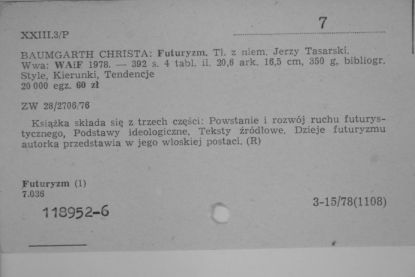 7
XXIII.3/P
BAUMGARTH CHRISTA: Futuryzm. Tł. z niem. Jerzy Tasarski.
Wwa: WAiF 1978. — 392 s. 4 tabl. il. 20,6 ark. 16,5 cm, 350 g, bibliogr.
Style, Kierunki, Tendencje
20 000 egz. 60 zł
ZW 28/2706/76
Książka składa się z trzech części: Powstanie i rozwój ruchu futurys-
tycznego, Podstawy ideologiczne, Teksty źródłowe. Dzieje futuryzmu
autorka przedstawia w jego włoskiej postaci. (R)
Futuryzm (1)
7.036
118952-6
3-15/78(1108)